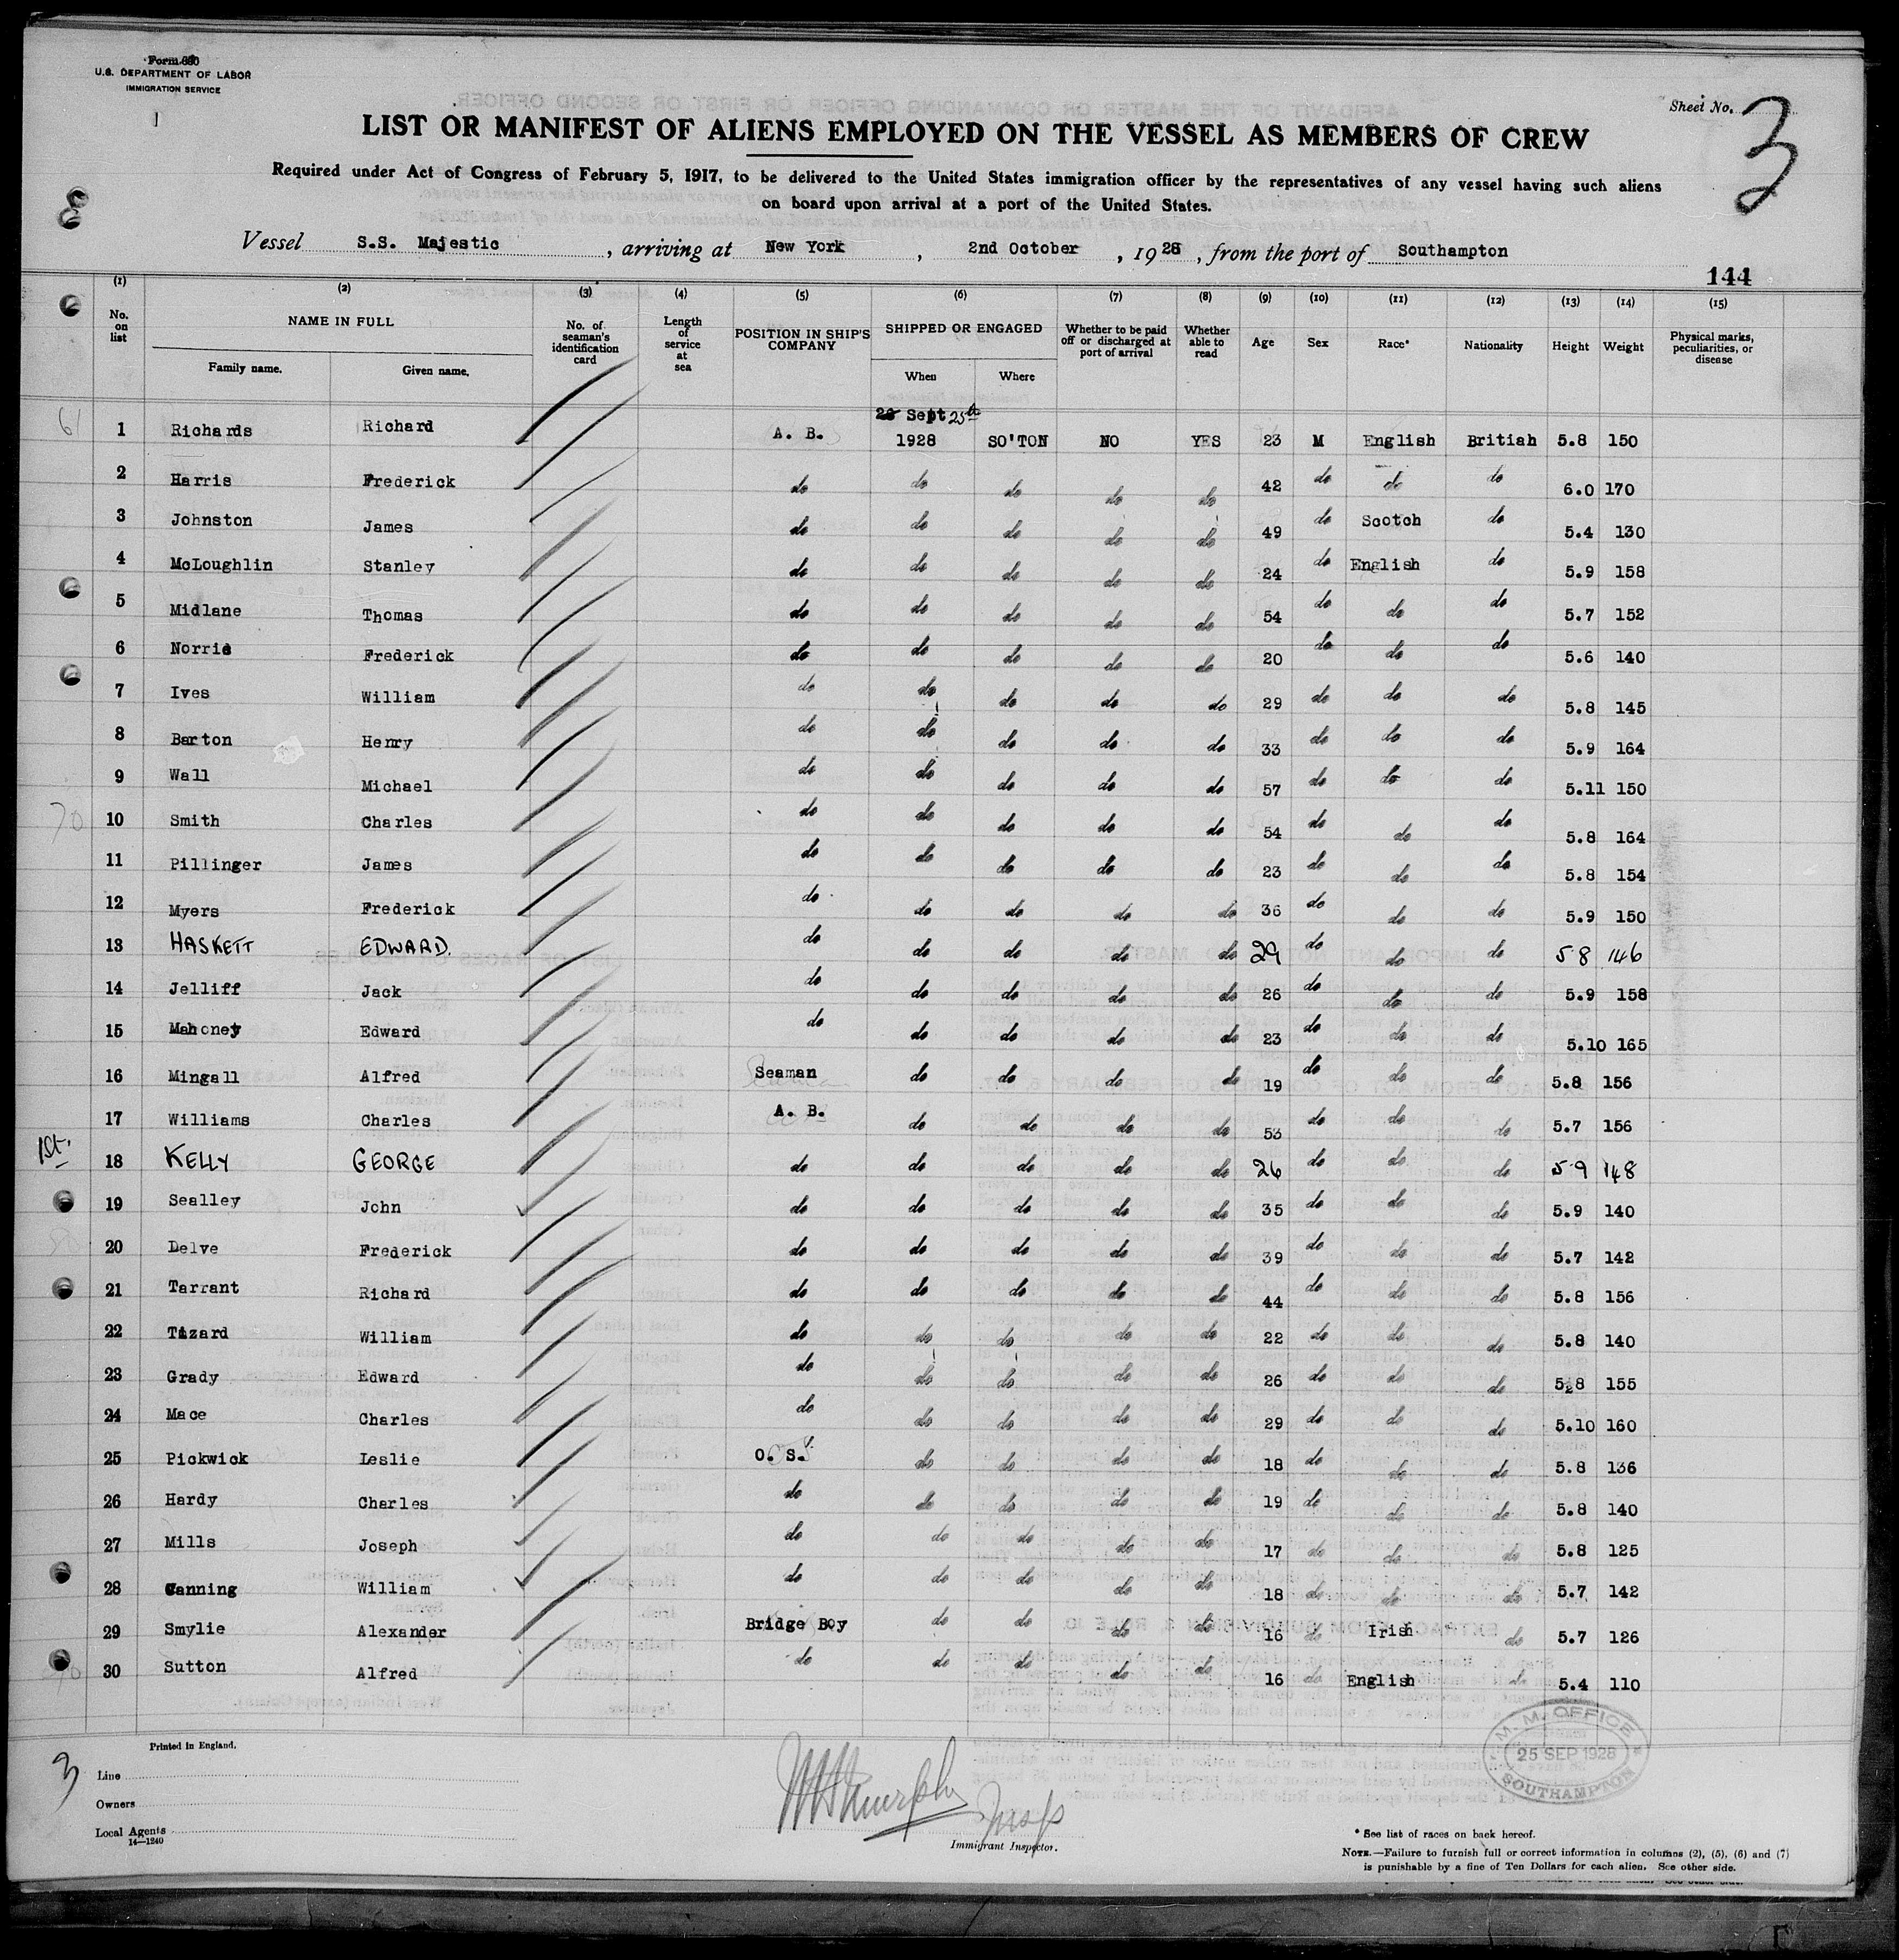 Form 680
U.S. DEPARTMENT OF LABOR
IMMIGRATION SERVICE
Sheet No. 3
LIST OR MANIFEST OF ALIENS EMPLOYED ON THE VESSEL AS MEMBERS OF CREW
Required under Act of Congress of February 5, 1917, to be delivered to the United States immigration officer by the representatives of any vessel having such aliens
on board upon arrival at a port of the United States.
Vessel S.S. Majestic, arriving at New York, 2nd October, 1928, from the port of Southampton
144
(1) (2) (3) (4) (5) (6) (7) (8) (9) (10) (11) (12) (13) (14) (15)
No. on list NAME IN FULL Family name. Given name. No. of seaman's identification card Length of service at sea POSITION IN SHIP'S COMPANY SHIPPED OR ENGAGED When Where Whether to be paid off or discharged at port of arrival Whether able to read Age Sex Race* Nationality Height Weight Physical marks, peculiarities, or disease
61 1 Richards Richard A. B. Sept 25th 1928 SO'TON NO YES 23 M English British 5.8 150
2 Harris Frederick do do do do do 42 do do do 6.0 170
3 Johnston James do do do do do 49 do Scotch do 5.4 130
4 McLoughlin Stanley do do do do do 24 do English do 5.9 158
5 Midlane Thomas do do do do do 54 do do do 5.7 152
6 Norris Frederick do do do do do 20 do do do 5.6 140
7 Ives William do do do do do 29 do do do 5.8 145
8 Barton Henry do do do do do 33 do do do 5.9 164
9 Wall Michael do do do do do 57 do do do 5.11 150
70 10 Smith Charles do do do do do 54 do do do 5.8 164
11 Pillinger James do do do do do 23 do do do 5.8 154
12 Myers Frederick do do do do do 36 do do do 5.9 150
13 HASKETT EDWARD. do do do do do 29 do do do 5 8 146
14 Jelliff Jack do do do do do 26 do do do 5.9 158
15 Mahoney Edward do do do do do 23 do do do 5.10 165
16 Mingall Alfred Seaman do do do do 19 do do do 5.8 156
17 Williams Charles A. B. do do do do 53 do do do 5.7 156
1st. 18 KELLY GEORGE do do do do do 26 do do do 5 9 148
19 Sealley John do do do do do 35 do do do 5.9 140
20 Delve Frederick do do do do do 39 do do do 5.7 142
21 Tarrant Richard do do do do do 44 do do do 5.8 156
22 Tizard William do do do do do 22 do do do 5.8 140
23 Grady Edward do do do do do 26 do do do 5.8 155
24 Mace Charles do do do do do 29 do do do 5.10 160
25 Pickwick Leslie O. S. do do do do 18 do do do 5.8 136
26 Hardy Charles do do do do do 19 do do do 5.8 140
27 Mills Joseph do do do do do 17 do do do 5.8 125
28 Canning William do do do do do 18 do do do 5.7 142
29 Smylie Alexander Bridge Boy do do do do 16 do Irish do 5.7 126
30 Sutton Alfred do do do do do 16 do English do 5.4 110
Printed in England.
3
Line
Owners
Local Agents
14—1240
Murphy Insp
Immigrant Inspector.
M. M. OFFICE
25 SEP 1928
SOUTHAMPTON
* See list of races on back hereof.
NOTE.—Failure to furnish full or correct information in columns (2), (5), (6) and (7)
is punishable by a fine of Ten Dollars for each alien. See other side.